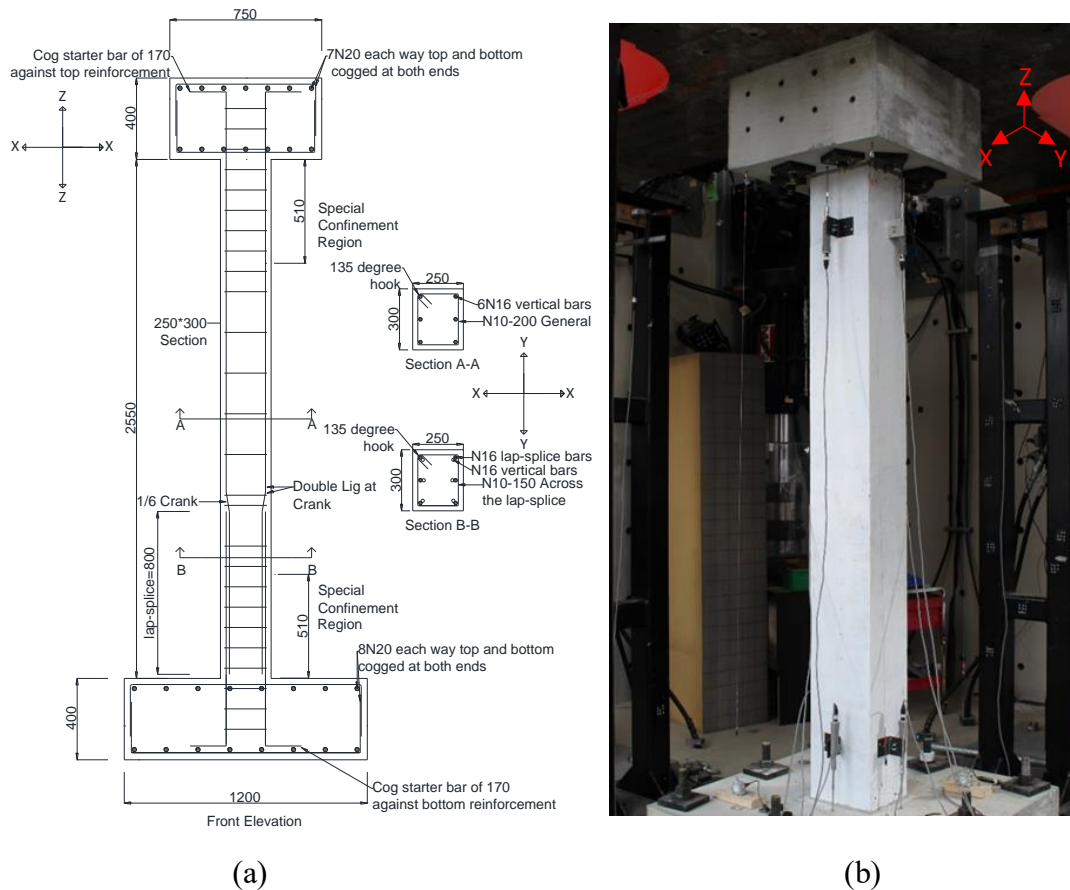 750
Cog starter bar of 170
against top reinforcement
7N20 each way top and bottom
cogged at both ends
Z
X
X
Z
400
510
Special
Confinement
Region
2550
250*300
Section
135 degree
hook
250
300
6N16 vertical bars
N10-200 General
Section A-A
Y
X
X
Y
A
A
135 degree
hook
250
300
N16 lap-splice bars
N16 vertical bars
N10-150 Across
the lap-splice
Section B-B
1/6 Crank
Double Lig at
Crank
B
B
lap-splice=800
510
Special
Confinement
Region
8N20 each way top and bottom
cogged at both ends
400
Cog starter bar of 170
against bottom reinforcement
1200
Front Elevation
(a)
Z
X
Y
(b)